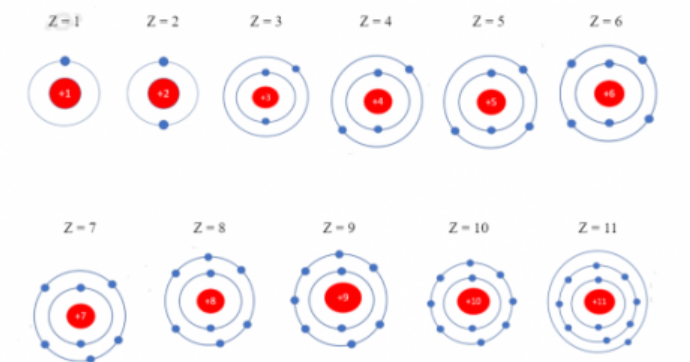 Z = 1 Z = 2 Z = 3 Z = 4 Z = 5 Z = 6
+1 +2 +3 +4 +5 +6
Z = 7 Z = 8 Z = 9 Z = 10 Z = 11
+7 +8 +9 +10 +11